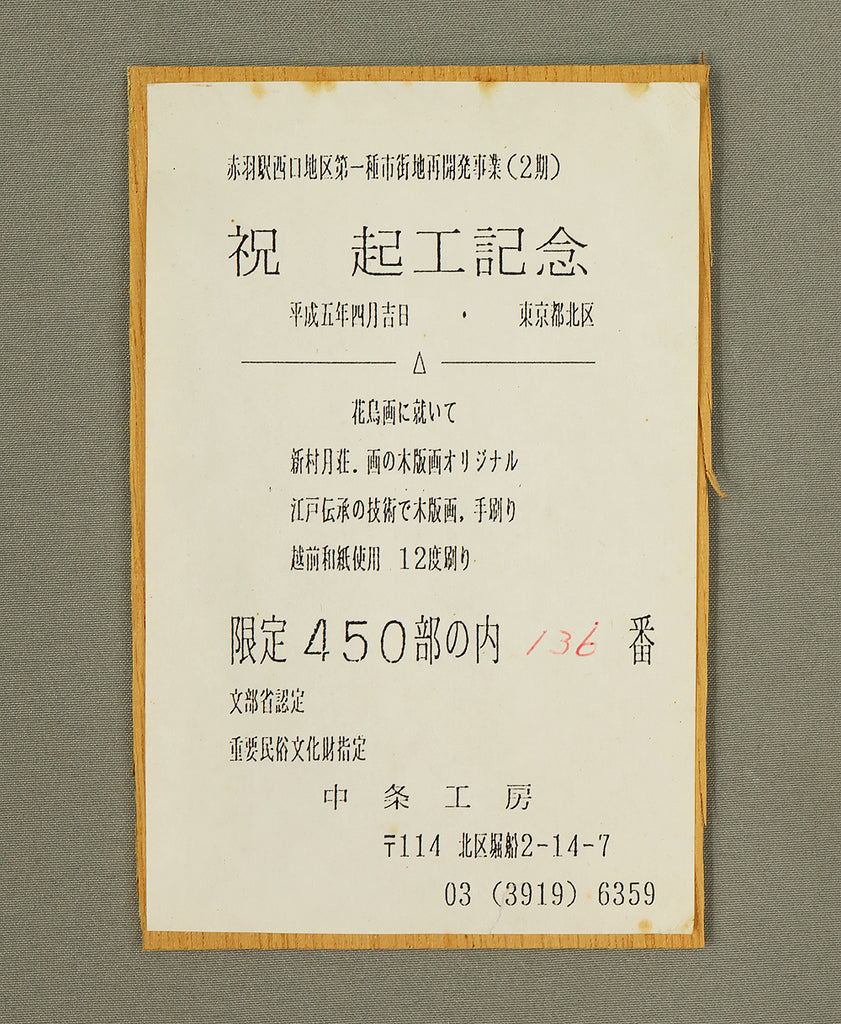 赤羽駅西口地区第一種市街地再開発事業(2期)
祝 起工記念
平成五年四月吉日 ・ 東京都北区
花鳥画に就いて
新村月荘.画の木版画オリジナル
江戸伝承の技術で木版画,手刷り
越前和紙使用 12度刷り
限定450部の内 136 番
文部省認定
重要民俗文化財指定
中条工房
〒114 北区堀船2-14-7
03 (3919) 6359